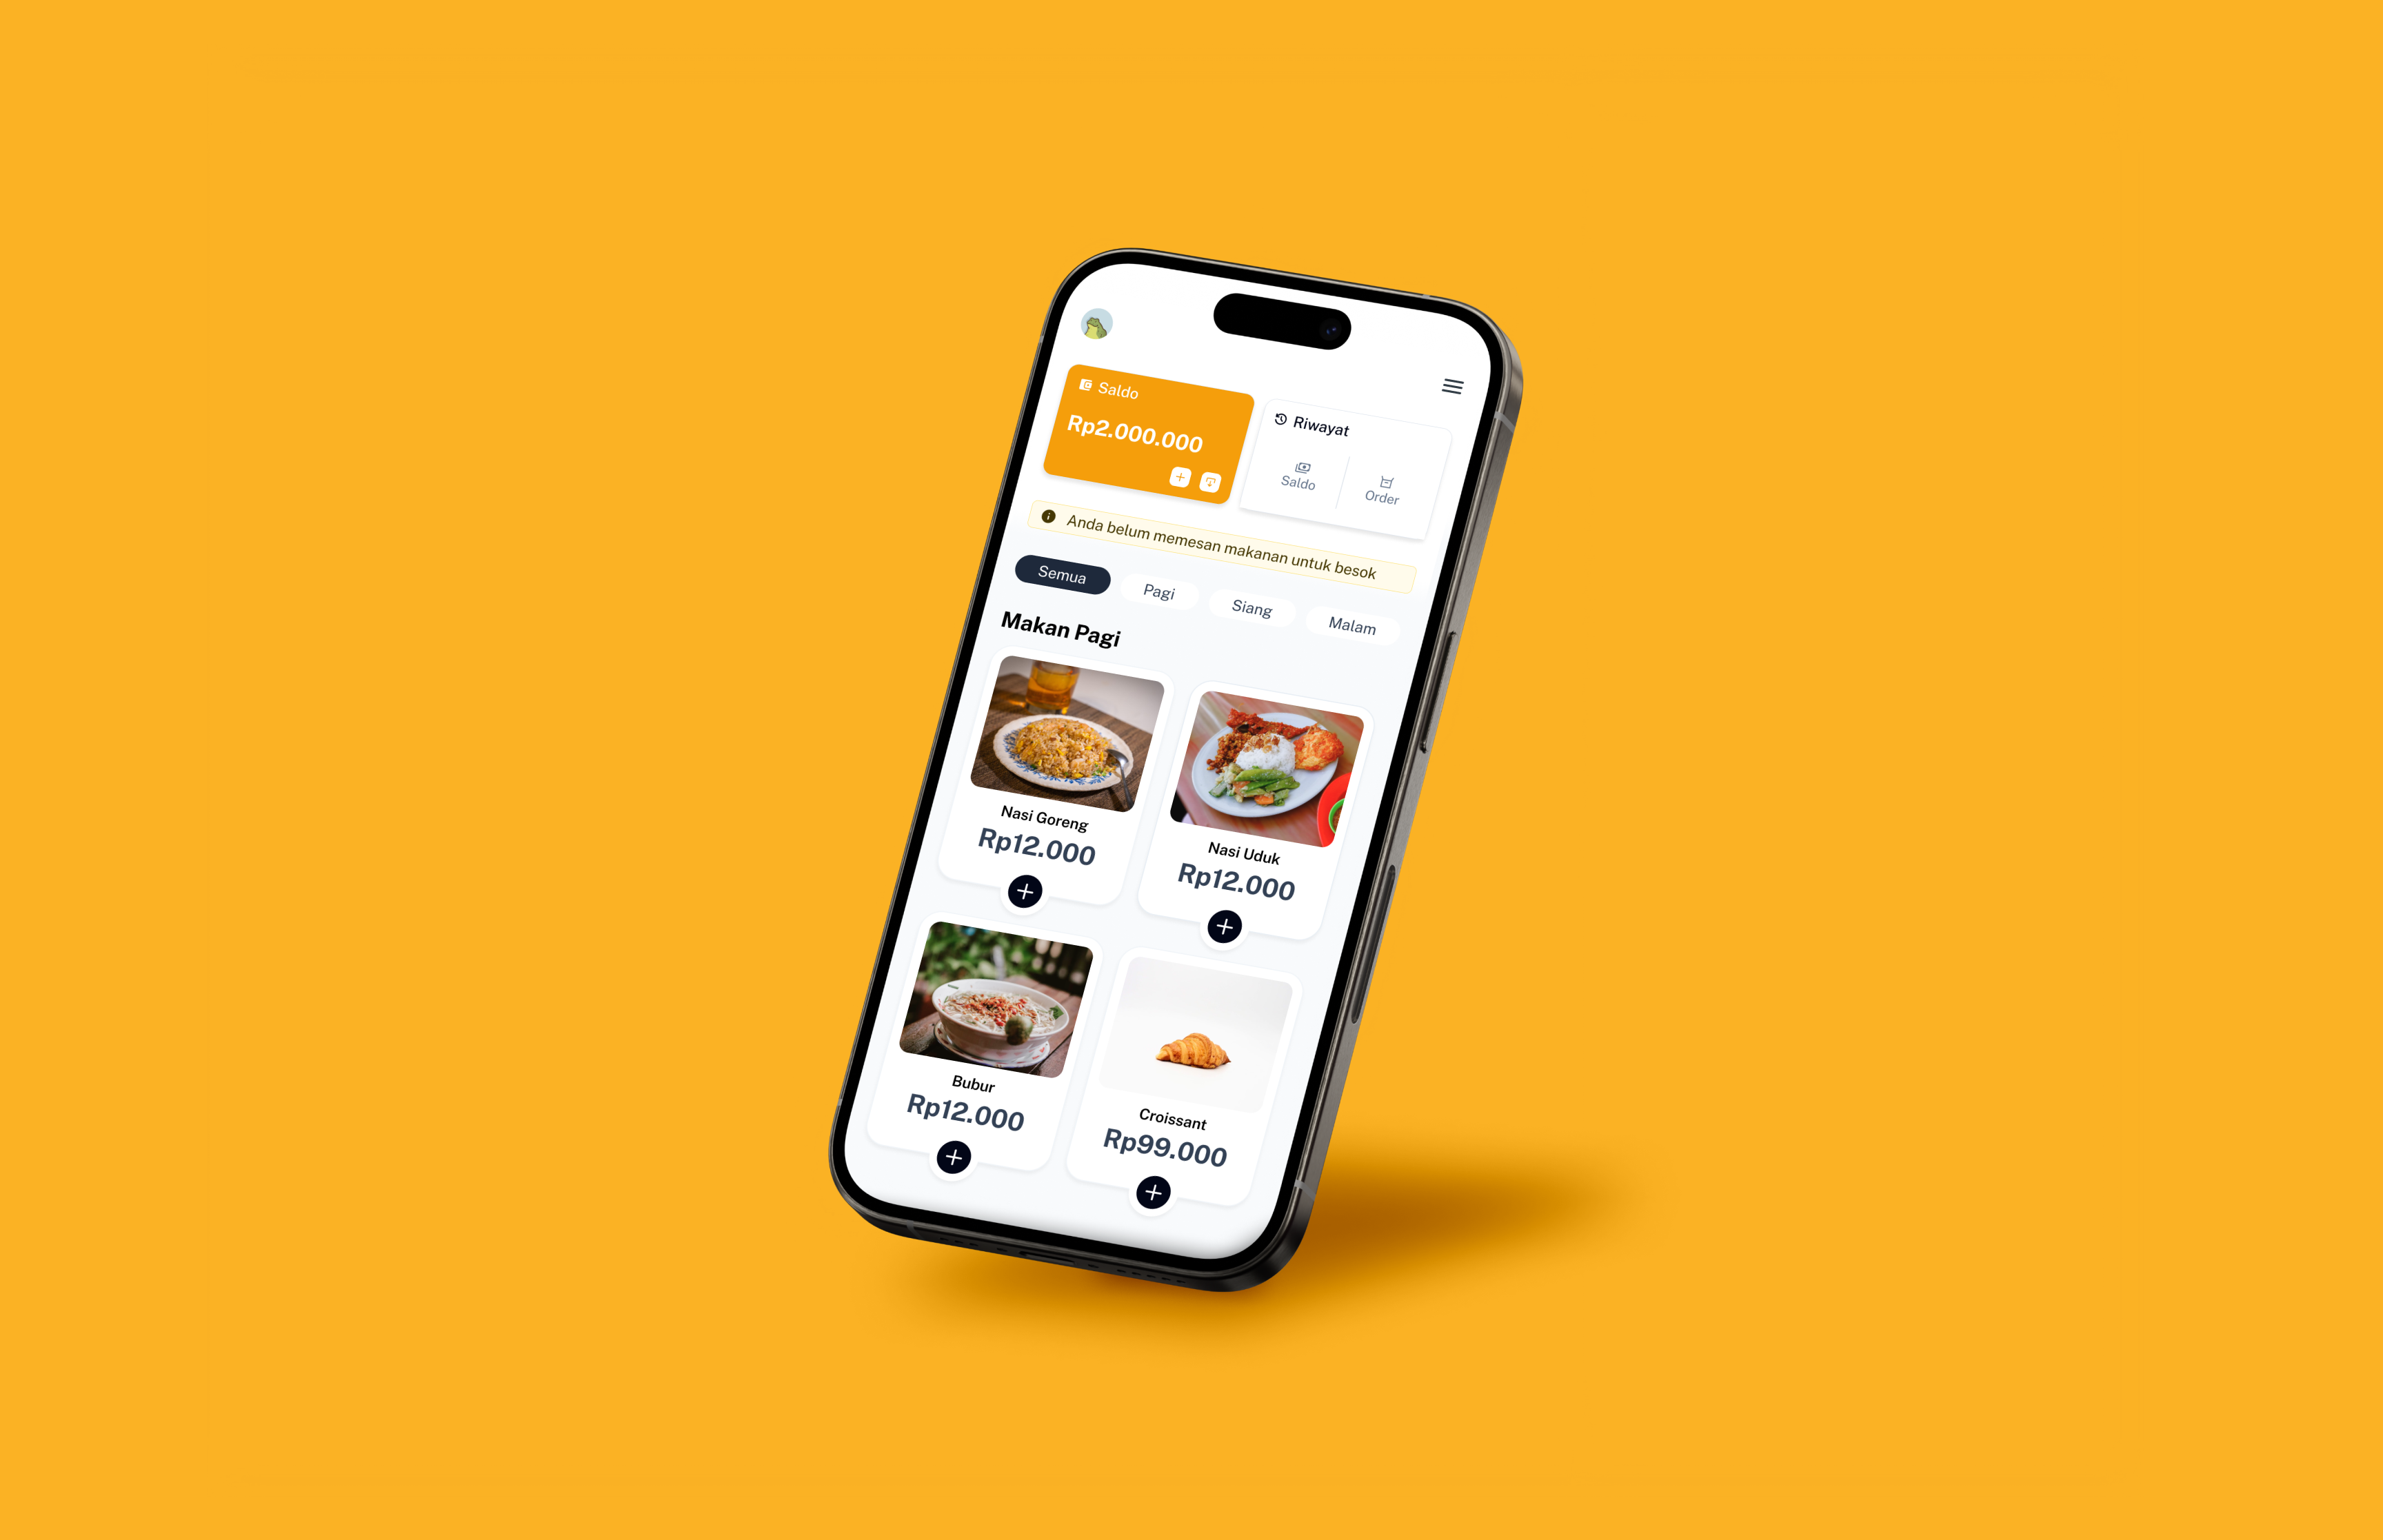 Saldo
Rp2.000.000
Riwayat
Saldo
Order
Anda belum memesan makanan untuk besok
Semua
Pagi
Siang
Malam
Makan Pagi
Nasi Goreng
Rp12.000
Nasi Uduk
Rp12.000
Bubur
Rp12.000
Croissant
Rp99.000